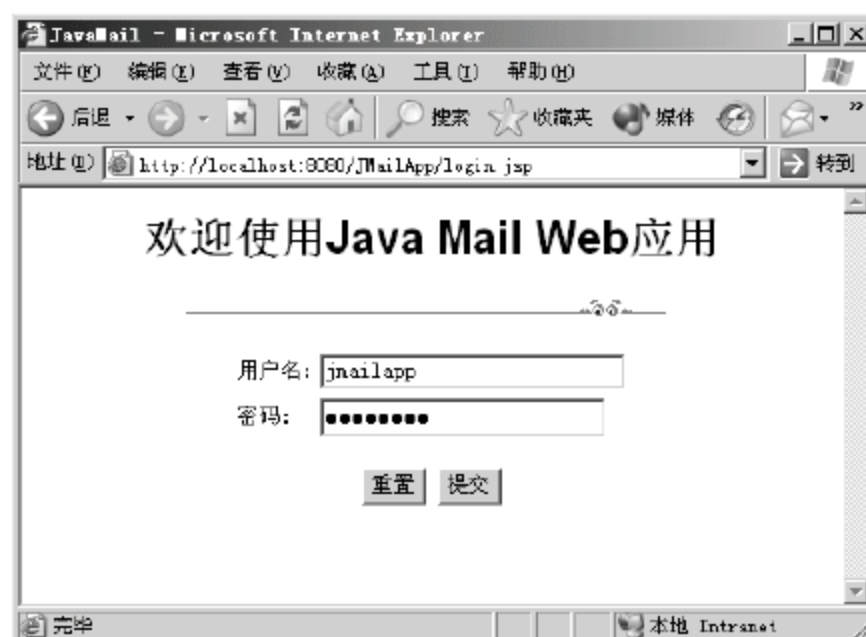 JavaMail - Microsoft Internet Explorer
文件(F) 编辑(E) 查看(V) 收藏(A) 工具(T) 帮助(H)
后退 搜索 收藏夹 媒体 »
地址(D) http://localhost:8080/JMailApp/login.jsp 转到
欢迎使用Java Mail Web应用
用户名: jmailapp
密码: ●●●●●●●●
重置 提交
完毕 本地 Intranet